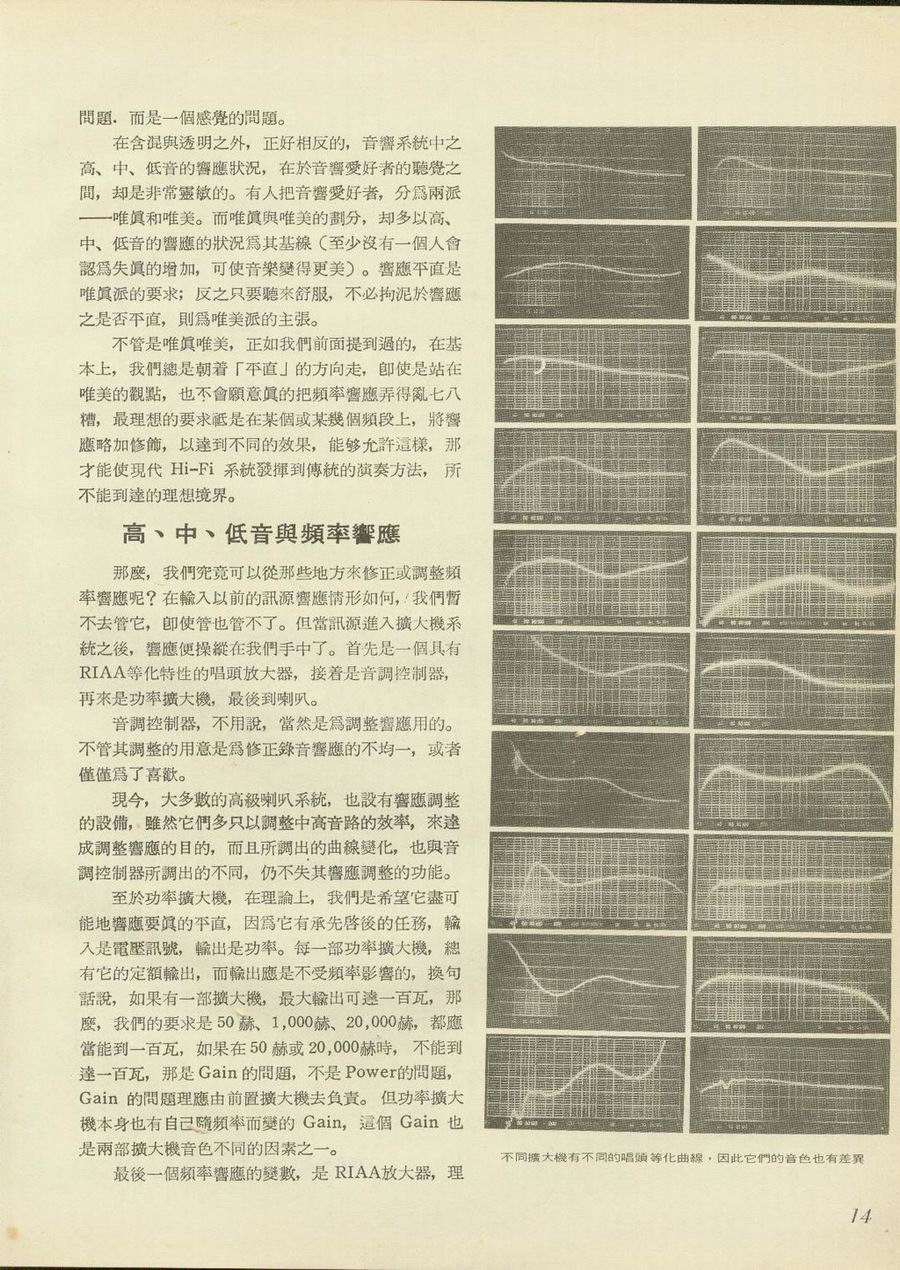 問題．而是一個感覺的問題。
在含混與透明之外，正好相反的，音響系統中之
高、中、低音的響應狀況，在於音響愛好者的聽覺之
間，却是非常靈敏的。有人把音響愛好者，分爲兩派
——唯眞和唯美。而唯眞與唯美的劃分，却多以高、
中、低音的響應的狀況爲其基線（至少沒有一個人會
認爲失眞的增加，可使音樂變得更美）。響應平直是
唯眞派的要求；反之只要聽來舒服，不必拘泥於響應
之是否平直，則爲唯美派的主張。
不管是唯眞唯美，正如我們前面提到過的，在基
本上，我們總是朝着「平直」的方向走，卽使是站在
唯美的觀點，也不會願意眞的把頻率響應弄得亂七八
糟，最理想的要求祗是在某個或某幾個頻段上，將響
應略加修飾，以達到不同的效果，能够允許這樣，那
才能使現代 Hi-Fi 系統發揮到傳統的演奏方法， 所
不能到達的理想境界。
高、中、低音與頻率響應
那麼，我們究竟可以從那些地方來修正或調整頻
率響應呢？在輸入以前的訊源響應情形如何，我們暫
不去管它，卽使管也管不了。但當訊源進入擴大機系
統之後，響應便操縱在我們手中了。首先是一個具有
RIAA等化特性的唱頭放大器，接着是音調控制器，
再來是功率擴大機，最後到喇叭。
音調控制器，不用說，當然是爲調整響應用的。
不管其調整的用意是爲修正錄音響應的不均一，或者
僅僅爲了喜歡。
現今，大多數的高級喇叭系統，也設有響應調整
的設備，雖然它們多只以調整中高音路的效率，來達
成調整響應的目的，而且所調出的曲線變化，也與音
調控制器所調出的不同，仍不失其響應調整的功能。
至於功率擴大機，在理論上，我們是希望它盡可
能地響應要眞的平直，因爲它有承先啓後的任務，輸
入是電壓訊號，輸出是功率。每一部功率擴大機，總
有它的定額輸出，而輸出應是不受頻率影響的，換句
話說，如果有一部擴大機，最大輸出可達一百瓦，那
麼，我們的要求是 50 赫、1,000赫、20,000赫，都應
當能到一百瓦，如果在 50 赫或 20,000赫時， 不能到
達一百瓦，那是 Gain 的問題，不是 Power的問題，
Gain 的問題理應由前置擴大機去負責。 但功率擴大
機本身也有自己隨頻率而變的 Gain，這個 Gain 也
是兩部擴大機音色不同的因素之一。
最後一個頻率響應的變數，是 RIAA放大器，理
不同擴大機有不同的唱頭等化曲線，因此它們的音色也有差異
14